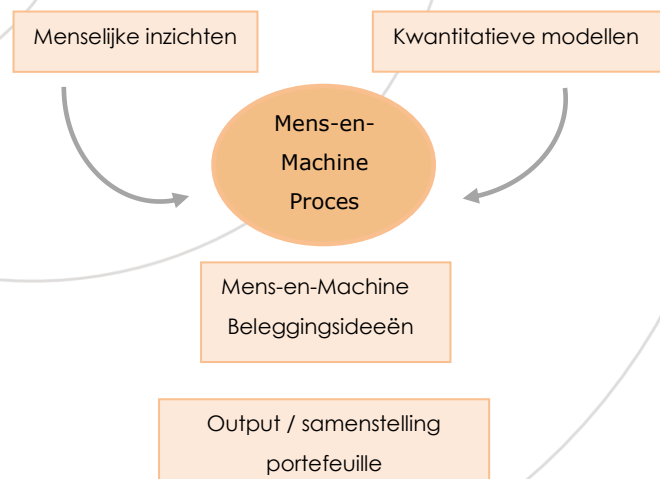 Menselijke inzichten
Kwantitatieve modellen
Mens-en-
Machine
Proces
Mens-en-Machine
Beleggingsideeën
Output / samenstelling
portefeuille